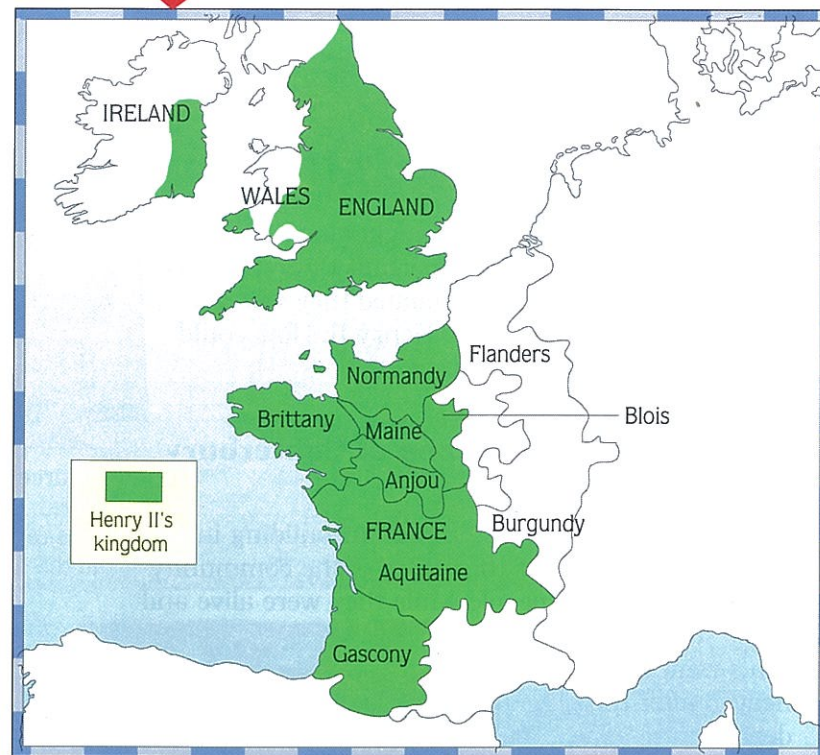 IRELAND
WALES
ENGLAND
Flanders
Normandy
Blois
Brittany
Maine
Anjou
Burgundy
FRANCE
Aquitaine
Gascony
Henry II's
kingdom